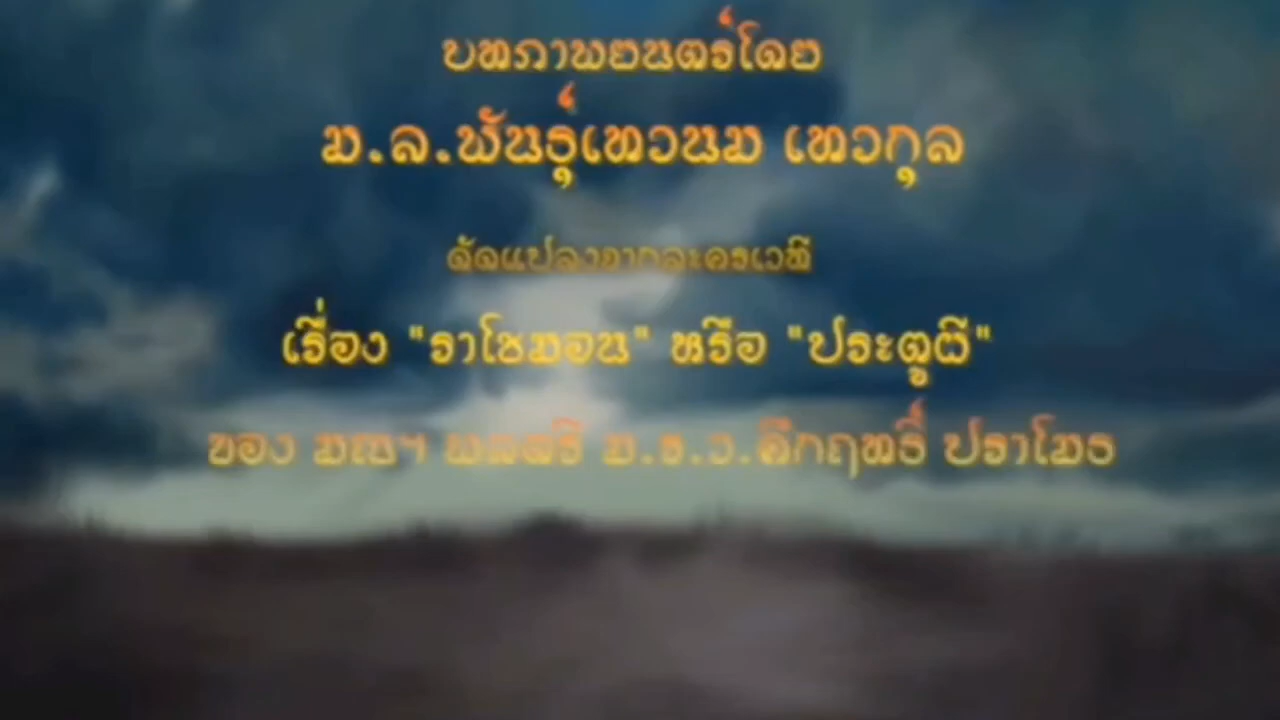 บทภาพยนตร์โดย
ม.ล.พันธุ์เทวนพ เทวกุล
ดัดแปลงจากละครเวที
เรื่อง "ราโชมอน" หรือ "ประตูผี"
ของ ฯพณฯ พลตรี ม.ร.ว.คึกฤทธิ์ ปราโมช